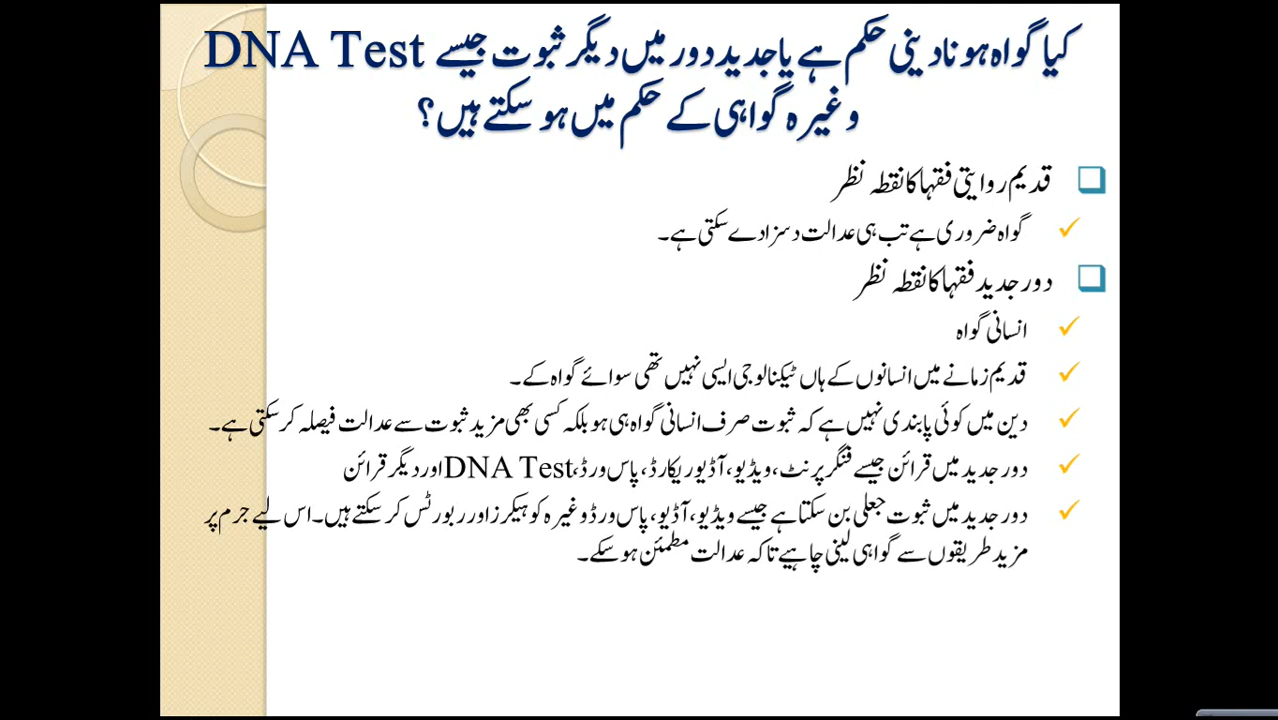 کیا گواہ ہونا دینی حکم ہے یا جدید دور میں دیگر ثبوت جیسے DNA Test
وغیرہ گواہی کے حکم میں ہو سکتے ہیں؟
قدیم روایتی فقہا کا نقطہ نظر
گواہ ضروری ہے تب ہی عدالت دسزا دے سکتی ہے۔
دور جدید فقہا کا نقطہ نظر
انسانی گواہ
قدیم زمانے میں انسانوں کے ہاں ٹیکنالوجی ایسی نہیں تھی سوائے گواہ کے۔
دین میں کوئی پابندی نہیں ہے کہ ثبوت صرف انسانی گواہ ہی ہو بلکہ کسی بھی مزید ثبوت سے عدالت فیصلہ کر سکتی ہے۔
دور جدید میں قرائن جیسے فنگر پرنٹ، ویڈیو، آڈیو ریکارڈ، پاس ورڈ، DNA Test اور دیگر قرائن
دور جدید میں ثبوت جعلی بن سکتا ہے جیسے ویڈیو، آڈیو، پاس ورڈ وغیرہ کو ہیکرز اور ربورٹس کر سکتے ہیں۔ اس لیے جرم پر
مزید طریقوں سے گواہی لینی چاہیے تاکہ عدالت مطمئن ہو سکے۔